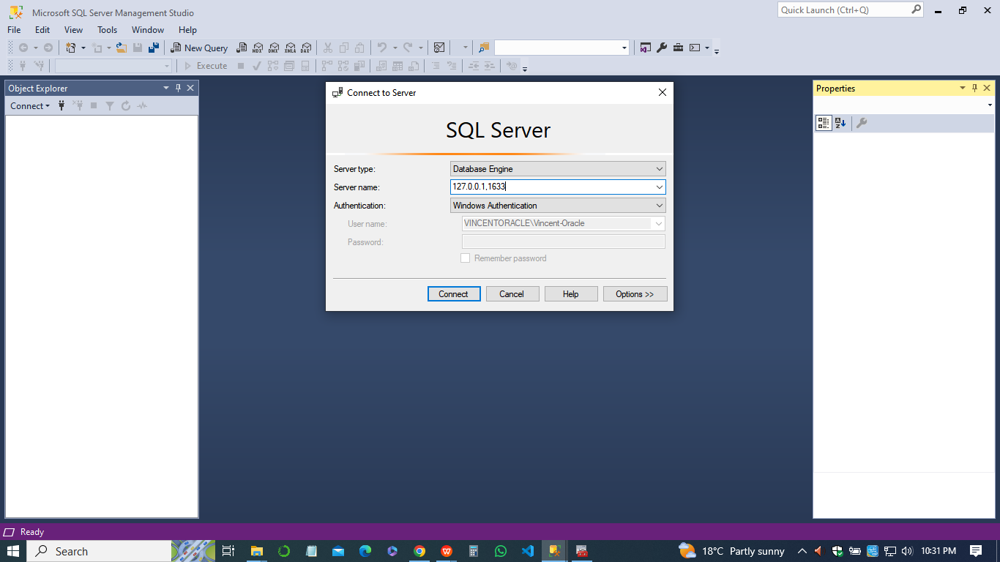 Microsoft SQL Server Management Studio
Quick Launch (Ctrl+Q)
File Edit View Tools Window Help
New Query MDX DMX XMLA DAX
Execute
Object Explorer
Connect
Connect to Server
SQL Server
Server type: Database Engine
Server name: 127.0.0.1,1633
Authentication: Windows Authentication
User name: VINCENTORACLE\Vincent-Oracle
Password:
Remember password
Connect Cancel Help Options >>
Properties
Ready
Search
18°C Partly sunny
10:31 PM